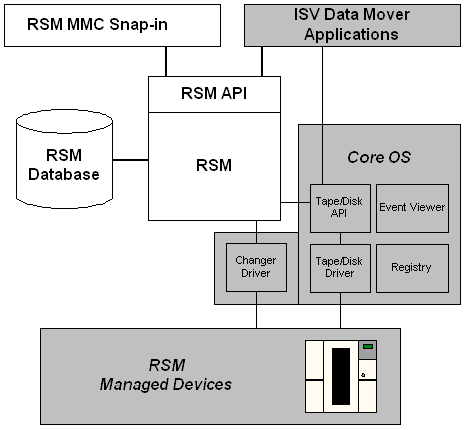 RSM MMC Snap-in
ISV Data Mover
Applications
RSM API
RSM
RSM
Database
Core OS
Tape/Disk
API
Event Viewer
Changer
Driver
Tape/Disk
Driver
Registry
RSM
Managed Devices